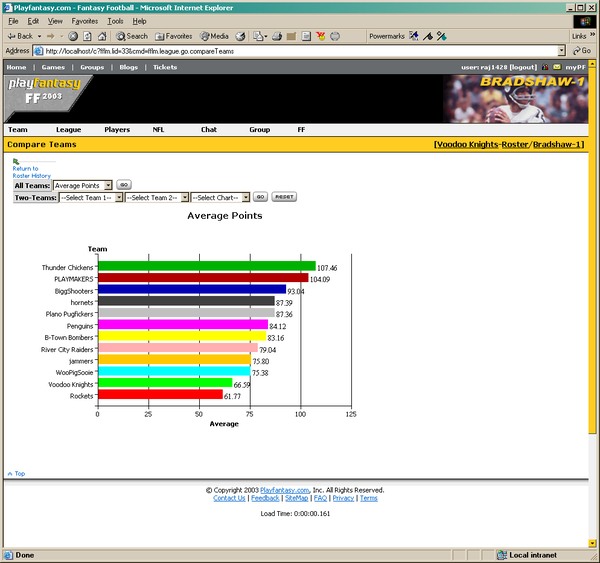 Playfantasy.com - Fantasy Football - Microsoft Internet Explorer
File Edit View Favorites Tools Help
Back Search Favorites Media Powermarks Links »
Address http://localhost/c?fflm.lid=33&cmd=fflm.league.go.compareTeams Go
Home | Games | Groups | Blogs | Tickets user: raj1428 [logout] myPF
playfantasy BRADSHAW-1
FF 2003
Team League Players NFL Chat Group FF
Compare Teams [Voodoo Knights-Roster/Bradshaw-1]
Return to
Roster History
All Teams: Average Points GO
Two-Teams: --Select Team 1-- --Select Team 2-- --Select Chart-- GO RESET
Average Points
Team
Thunder Chickens 107.46
PLAYMAKERS 104.09
BiggShooters 93.04
hornets 87.39
Plano Pugfickers 87.36
Penguins 84.12
B-Town Bombers 83.16
River City Raiders 79.04
jammers 75.80
WooPigSooie 75.38
Voodoo Knights 66.59
Rockets 61.77
0 25 50 75 100 125
Average
Top
© Copyright 2003 Playfantasy.com, Inc. All Rights Reserved.
Contact Us | Feedback | SiteMap | FAQ | Privacy | Terms
Load Time: 0:00:00.161
Done Local intranet